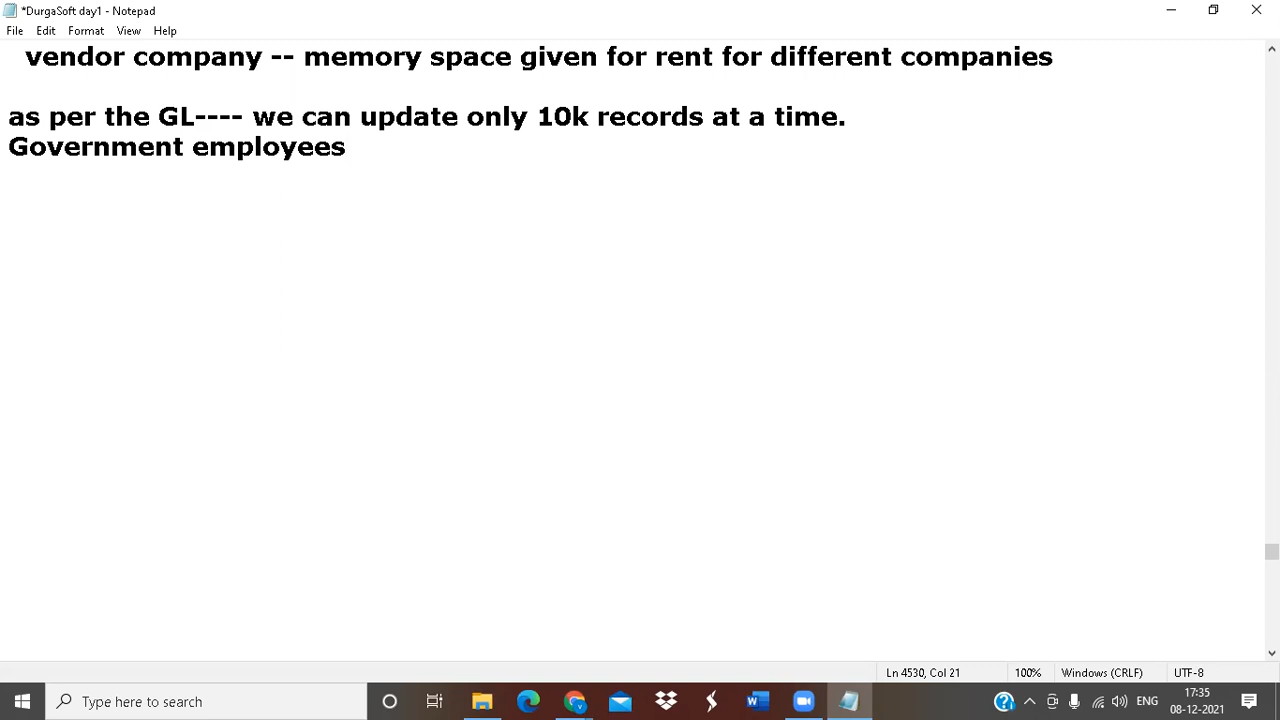 *DurgaSoft day1 - Notepad
File Edit Format View Help
vendor company -- memory space given for rent for different companies
as per the GL---- we can update only 10k records at a time.
Government employees
Ln 4530, Col 21 100% Windows (CRLF) UTF-8
Type here to search
ENG
17:35
08-12-2021